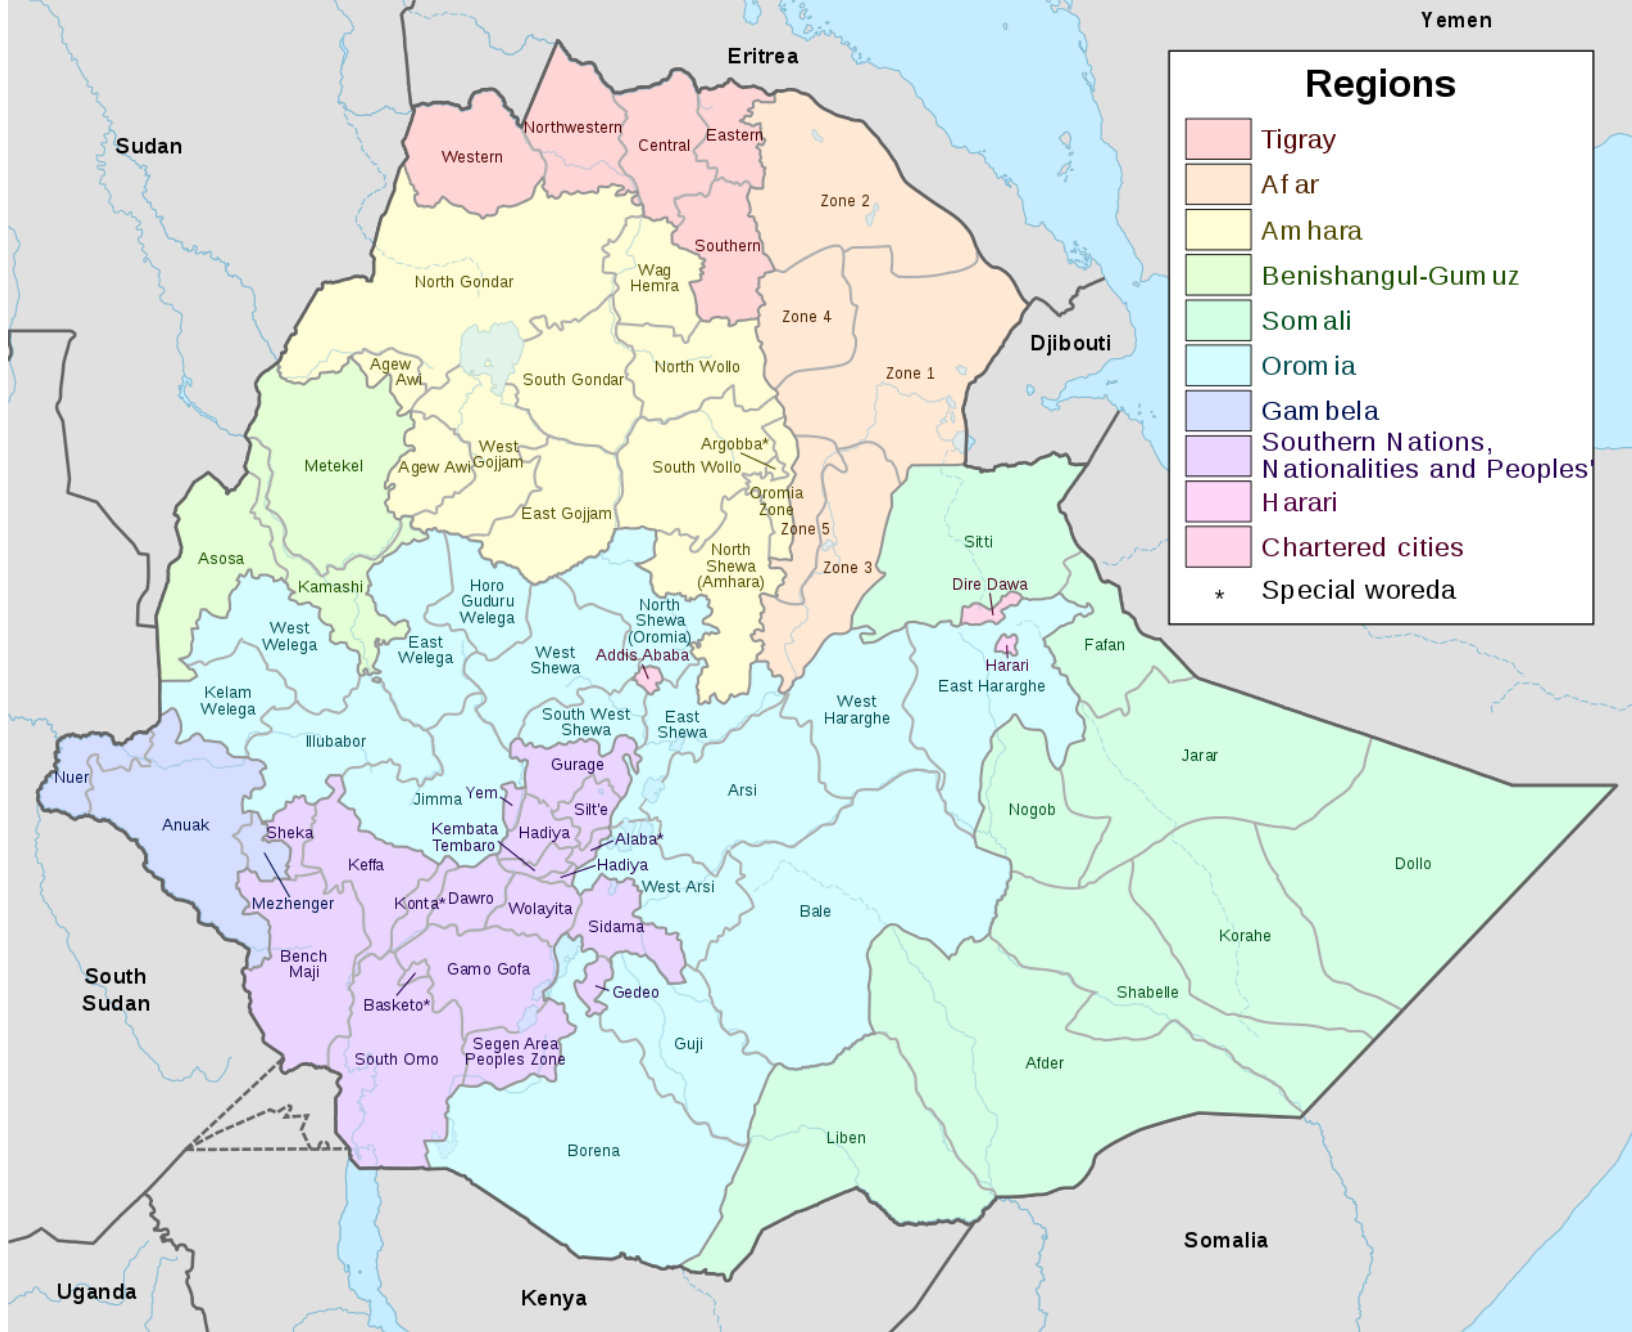 Yemen
Eritrea
Sudan
Djibouti
South
Sudan
Uganda
Kenya
Somalia
Regions
Tigray
Afar
Amhara
Benishangul-Gumuz
Somali
Oromia
Gambela
Southern Nations,
Nationalities and Peoples'
Harari
Chartered cities
* Special woreda
Western
Northwestern
Central
Eastern
Southern
Zone 2
Zone 4
Zone 1
Zone 5
Zone 3
North Gondar
Wag
Hemra
Agew
Awi
South Gondar
North Wollo
Agew Awi
West
Gojjam
East Gojjam
Argobba*
South Wollo
Oromia
Zone
North
Shewa
(Amhara)
Metekel
Asosa
Kamashi
Sitti
Dire Dawa
Fafan
Jarar
Nogob
Dollo
Korahe
Shabelle
Afder
Liben
West
Welega
Kelam
Welega
East
Welega
Horo
Guduru
Welega
West
Shewa
North
Shewa
(Oromia)
Addis Ababa
South West
Shewa
East
Shewa
West
Hararghe
Harari
East Hararghe
Illubabor
Jimma
Arsi
West Arsi
Bale
Guji
Borena
Nuer
Anuak
Mezhenger
Sheka
Keffa
Bench
Maji
Yem
Gurage
Silt'e
Hadiya
Kembata
Tembaro
Alaba*
Hadiya
Konta*
Dawro
Wolayita
Sidama
Gamo Gofa
Basketo*
Gedeo
South Omo
Segen Area
Peoples Zone